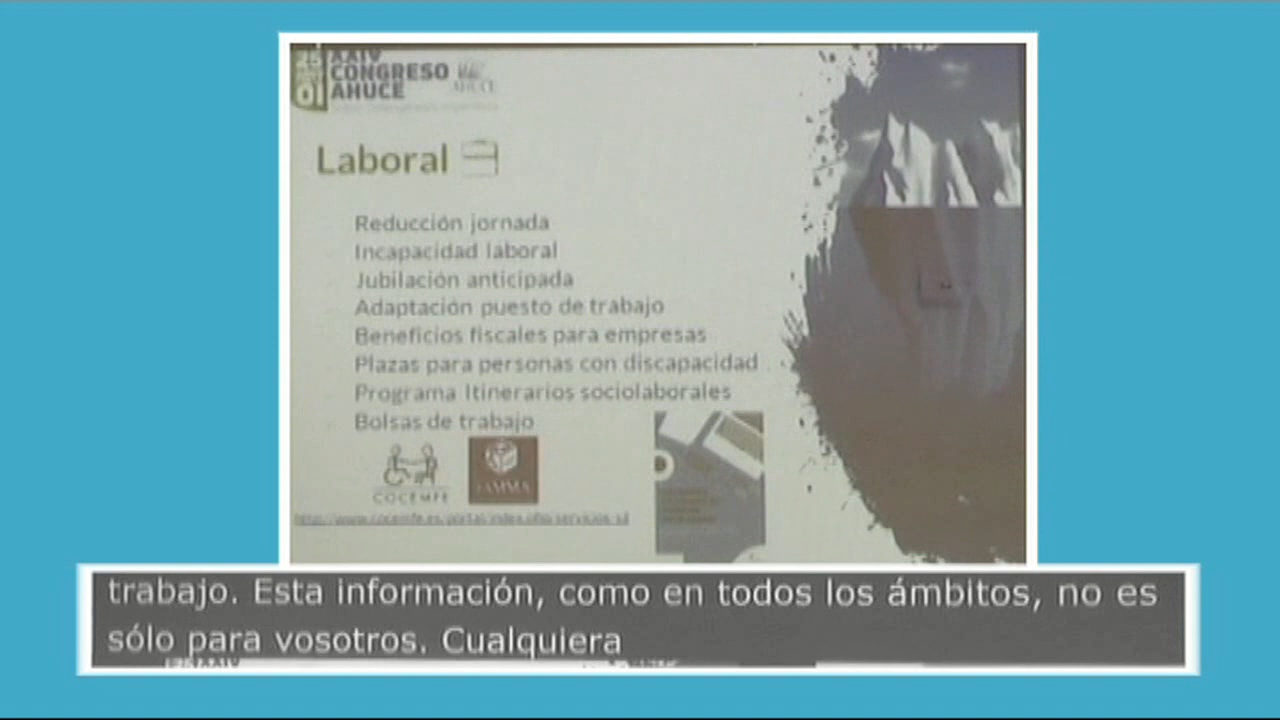 XXIV
CONGRESO
AHUCE
AHUCE
Laboral
Reducción jornada
Incapacidad laboral
Jubilación anticipada
Adaptación puesto de trabajo
Beneficios fiscales para empresas
Plazas para personas con discapacidad
Programa Itinerarios sociolaborales
Bolsas de trabajo
COCEMFE
trabajo. Esta información, como en todos los ámbitos, no es
sólo para vosotros. Cualquiera